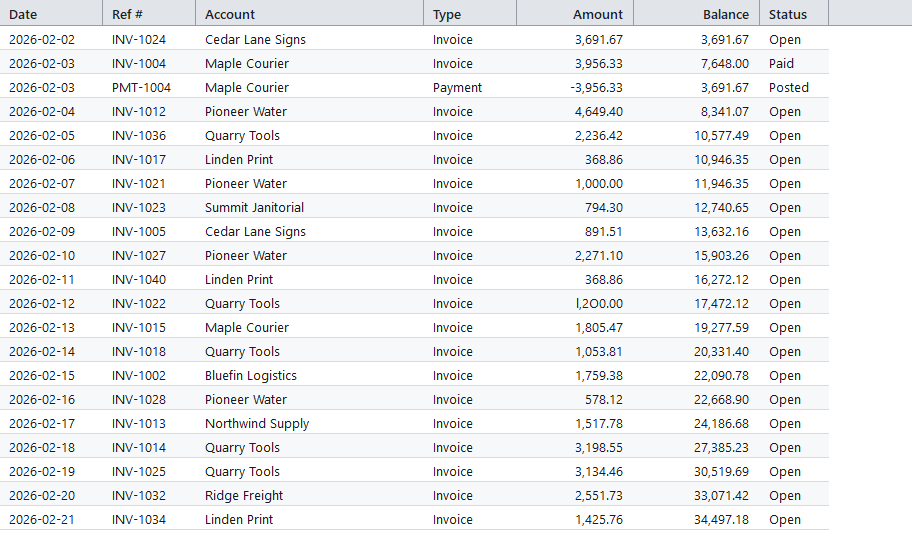 Date Ref # Account Type Amount Balance Status
2026-02-02 INV-1024 Cedar Lane Signs Invoice 3,691.67 3,691.67 Open
2026-02-03 INV-1004 Maple Courier Invoice 3,956.33 7,648.00 Paid
2026-02-03 PMT-1004 Maple Courier Payment -3,956.33 3,691.67 Posted
2026-02-04 INV-1012 Pioneer Water Invoice 4,649.40 8,341.07 Open
2026-02-05 INV-1036 Quarry Tools Invoice 2,236.42 10,577.49 Open
2026-02-06 INV-1017 Linden Print Invoice 368.86 10,946.35 Open
2026-02-07 INV-1021 Pioneer Water Invoice 1,000.00 11,946.35 Open
2026-02-08 INV-1023 Summit Janitorial Invoice 794.30 12,740.65 Open
2026-02-09 INV-1005 Cedar Lane Signs Invoice 891.51 13,632.16 Open
2026-02-10 INV-1027 Pioneer Water Invoice 2,271.10 15,903.26 Open
2026-02-11 INV-1040 Linden Print Invoice 368.86 16,272.12 Open
2026-02-12 INV-1022 Quarry Tools Invoice l,2O0.00 17,472.12 Open
2026-02-13 INV-1015 Maple Courier Invoice 1,805.47 19,277.59 Open
2026-02-14 INV-1018 Quarry Tools Invoice 1,053.81 20,331.40 Open
2026-02-15 INV-1002 Bluefin Logistics Invoice 1,759.38 22,090.78 Open
2026-02-16 INV-1028 Pioneer Water Invoice 578.12 22,668.90 Open
2026-02-17 INV-1013 Northwind Supply Invoice 1,517.78 24,186.68 Open
2026-02-18 INV-1014 Quarry Tools Invoice 3,198.55 27,385.23 Open
2026-02-19 INV-1025 Quarry Tools Invoice 3,134.46 30,519.69 Open
2026-02-20 INV-1032 Ridge Freight Invoice 2,551.73 33,071.42 Open
2026-02-21 INV-1034 Linden Print Invoice 1,425.76 34,497.18 Open